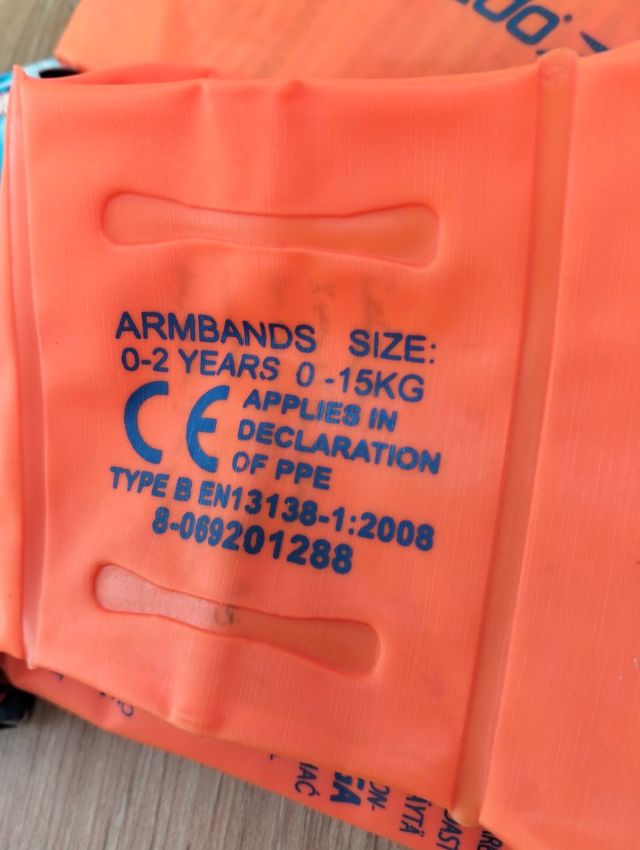 ARMBANDS SIZE:
0-2 YEARS 0-15KG
CE APPLIES IN
DECLARATION
OF PPE
TYPE B EN13138-1:2008
8-069201288